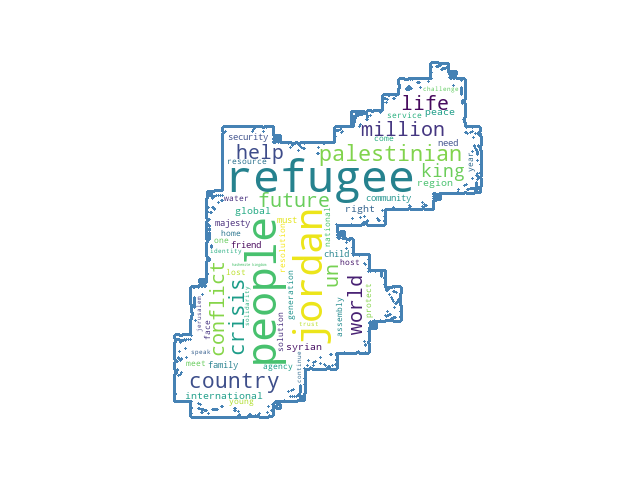 challenge
life
service peace
million
come
security need
help palestinian
resource year
refugee king
region
water future community
global right
majesty must national
home
one friend
identity people jordan child
hashemite kingdom
lost resolution un host
conflict crisis generation world
solidarity
jerusalem protect
face trust assembly
solution
speak syrian
meet family agency continue
country
international
young